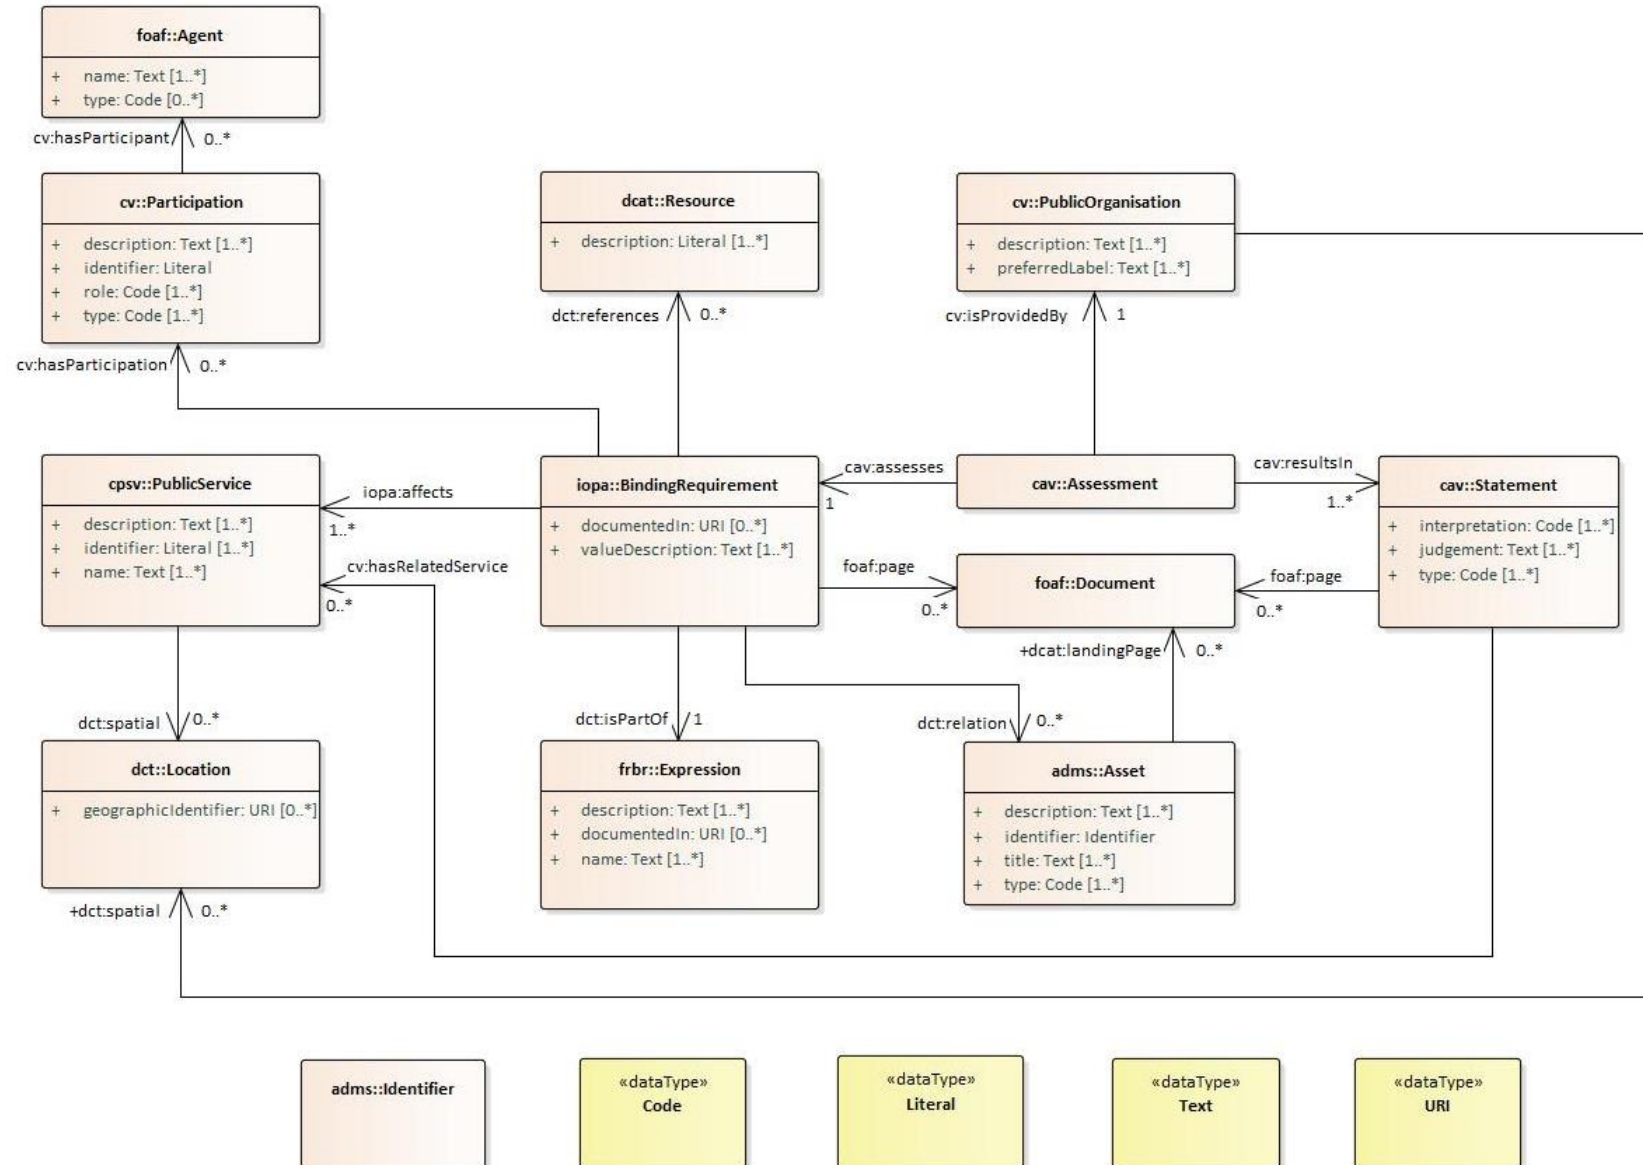 foaf::Agent
+ name: Text [1..*]
+ type: Code [0..*]
cv:hasParticipant
0..*
cv::Participation
+ description: Text [1..*]
+ identifier: Literal
+ role: Code [1..*]
+ type: Code [1..*]
cv:hasParticipation
0..*
dcat::Resource
+ description: Literal [1..*]
dct:references
0..*
cv::PublicOrganisation
+ description: Text [1..*]
+ preferredLabel: Text [1..*]
cv:isProvidedBy
1
cpsv::PublicService
+ description: Text [1..*]
+ identifier: Literal [1..*]
+ name: Text [1..*]
iopa:affects
1..*
cv:hasRelatedService
0..*
iopa::BindingRequirement
+ documentedIn: URI [0..*]
+ valueDescription: Text [1..*]
cav:assesses
1
cav::Assessment
cav:resultsIn
1..*
cav::Statement
+ interpretation: Code [1..*]
+ judgement: Text [1..*]
+ type: Code [1..*]
foaf:page
0..*
foaf::Document
foaf:page
0..*
+dcat:landingPage
0..*
dct:spatial
0..*
dct:isPartOf
1
dct:relation
0..*
dct::Location
+ geographicIdentifier: URI [0..*]
+dct:spatial
0..*
frbr::Expression
+ description: Text [1..*]
+ documentedIn: URI [0..*]
+ name: Text [1..*]
adms::Asset
+ description: Text [1..*]
+ identifier: Identifier
+ title: Text [1..*]
+ type: Code [1..*]
adms::Identifier
«dataType»
Code
«dataType»
Literal
«dataType»
Text
«dataType»
URI